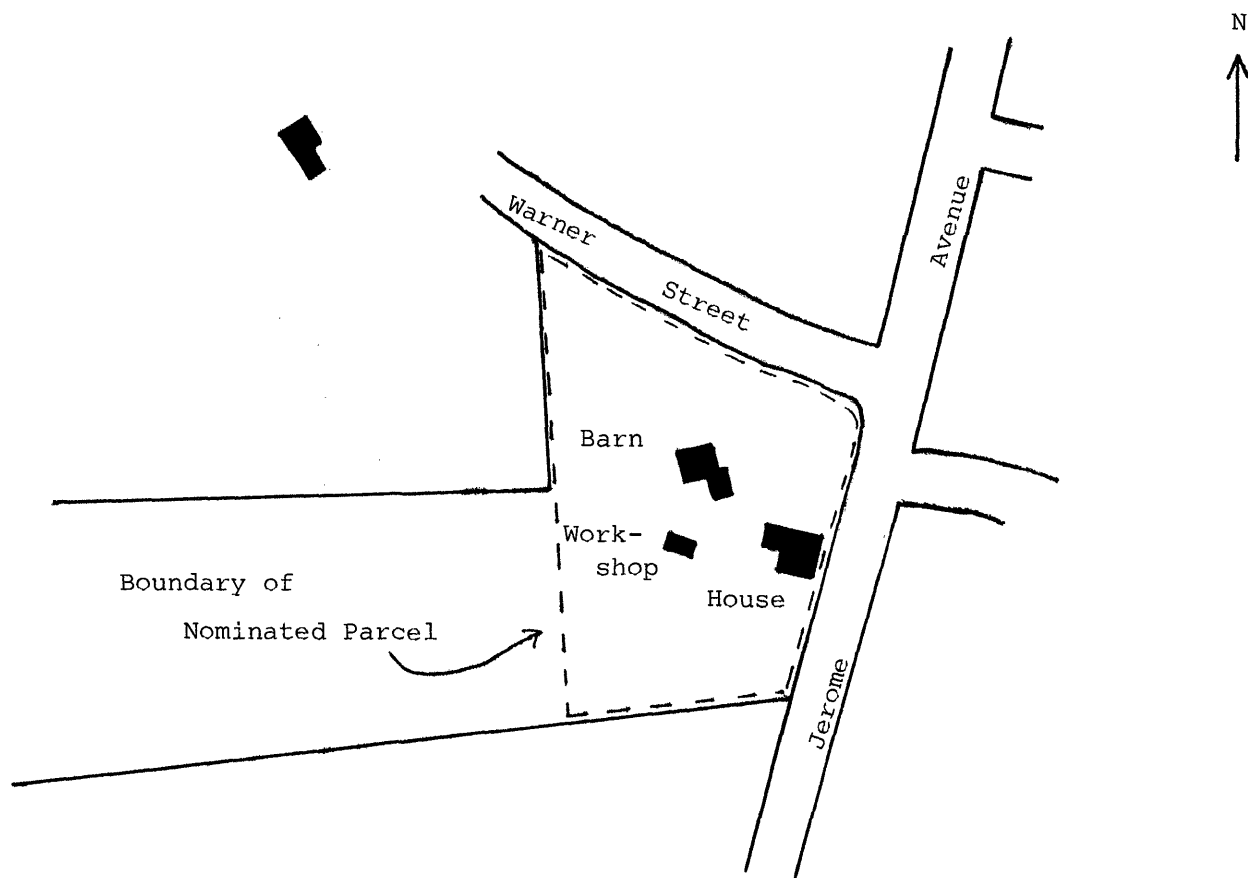 N
Warner
Street
Avenue
Barn
Work-
shop
House
Boundary of
Nominated Parcel
Jerome